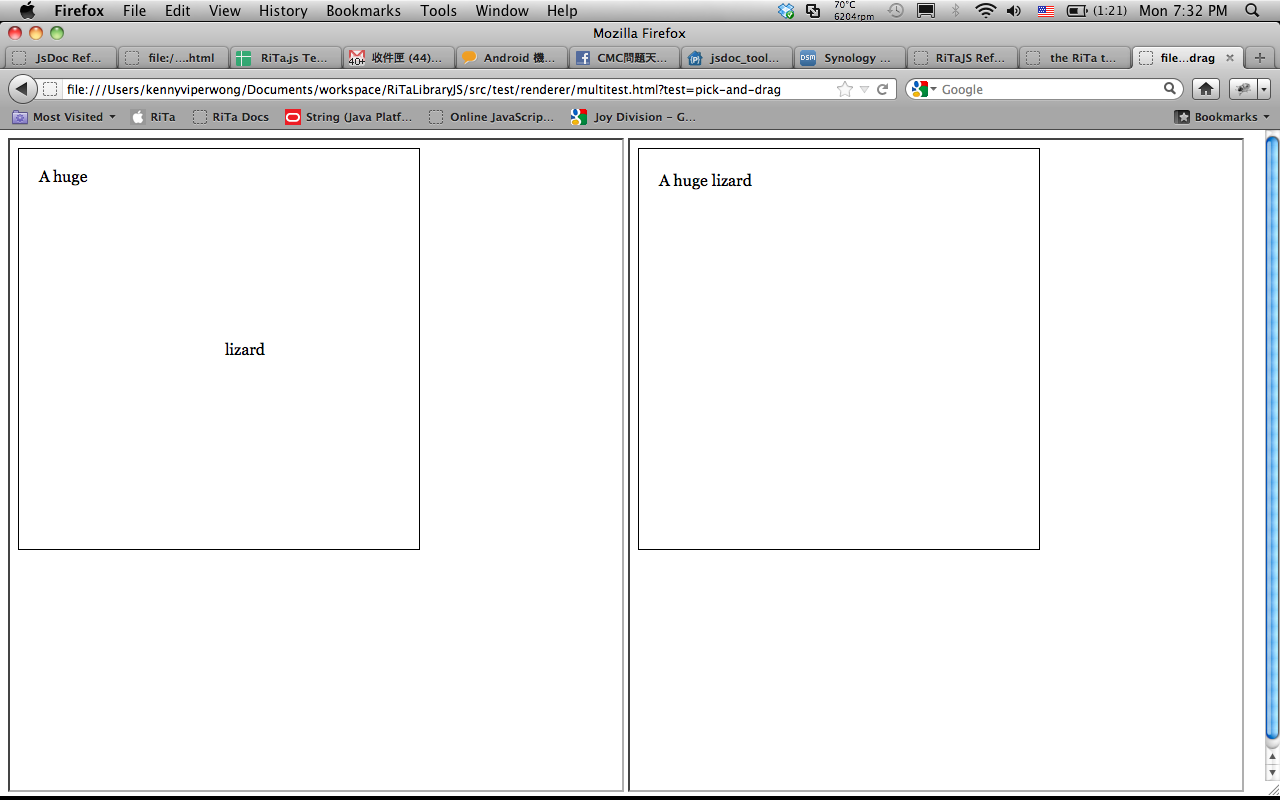 Firefox File Edit View History Bookmarks Tools Window Help 70°C 6204rpm (1:21) Mon 7:32 PM
Mozilla Firefox
JsDoc Ref... file:/....html RiTa.js Te... 40+ 收件匣 (44)... Android 機... CMC問題天... jsdoc_tool... DSM Synology ... RiTaJS Ref... the RiTa t... file...drag
file:///Users/kennyviperwong/Documents/workspace/RiTaLibraryJS/src/test/renderer/multitest.html?test=pick-and-drag Google
Most Visited RiTa RiTa Docs String (Java Platf... Online JavaScrip... Joy Division – G... Bookmarks
A huge
A huge lizard
lizard